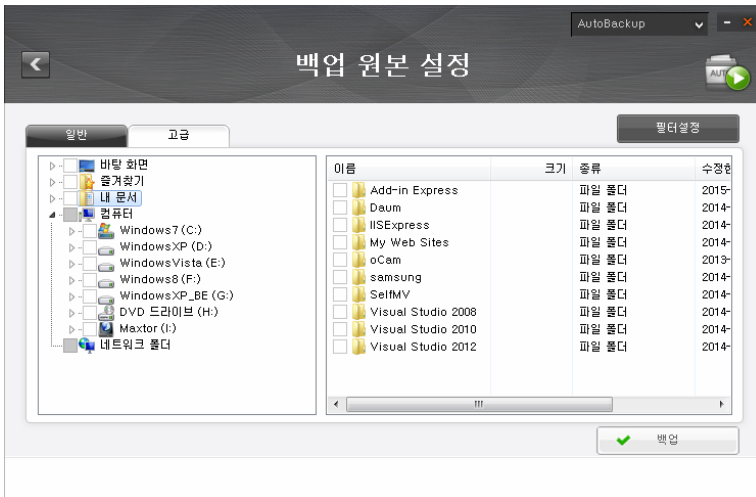 AutoBackup
백업 원본 설정
AUTO
필터설정
일반 고급
바탕 화면
즐겨찾기
내 문서
컴퓨터
Windows7 (C:)
WindowsXP (D:)
WindowsVista (E:)
Windows8 (F:)
WindowsXP_BE (G:)
DVD 드라이브 (H:)
Maxtor (I:)
네트워크 폴더
이름 크기 종류 수정한
Add-in Express 파일 폴더 2015-
Daum 파일 폴더 2014-
IISExpress 파일 폴더 2014-
My Web Sites 파일 폴더 2014-
oCam 파일 폴더 2013-
samsung 파일 폴더 2014-
SelfMV 파일 폴더 2014-
Visual Studio 2008 파일 폴더 2014-
Visual Studio 2010 파일 폴더 2014-
Visual Studio 2012 파일 폴더 2014-
백업